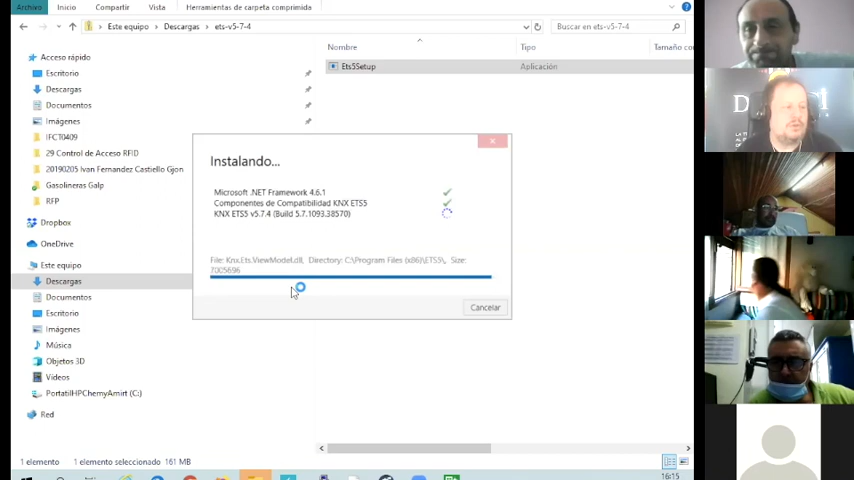 Archivo Inicio Compartir Vista Herramientas de carpeta comprimida
Este equipo > Descargas > ets-v5-7-4
Buscar en ets-v5-7-4
Nombre Tipo Tamaño co
Ets5Setup Aplicación
Acceso rápido
Escritorio
Descargas
Documentos
Imágenes
IFCT0409
29 Control de Acceso RFID
20190205 Ivan Fernandez Castiello Gjon
Gasolineras Galp
RFP
Dropbox
OneDrive
Este equipo
Descargas
Documentos
Escritorio
Imágenes
Música
Objetos 3D
Vídeos
PortatilHPChemyAmirt (C:)
Red
Instalando...
Microsoft .NET Framework 4.6.1
Componentes de Compatibilidad KNX ETS5
KNX ETS5 v5.7.4 (Build 5.7.1093.38570)
File: Knx.Ets.ViewModel.dll, Directory: C:\Program Files (x86)\ETS5\, Size:
7005696
Cancelar
1 elemento 1 elemento seleccionado 161 MB
16:15